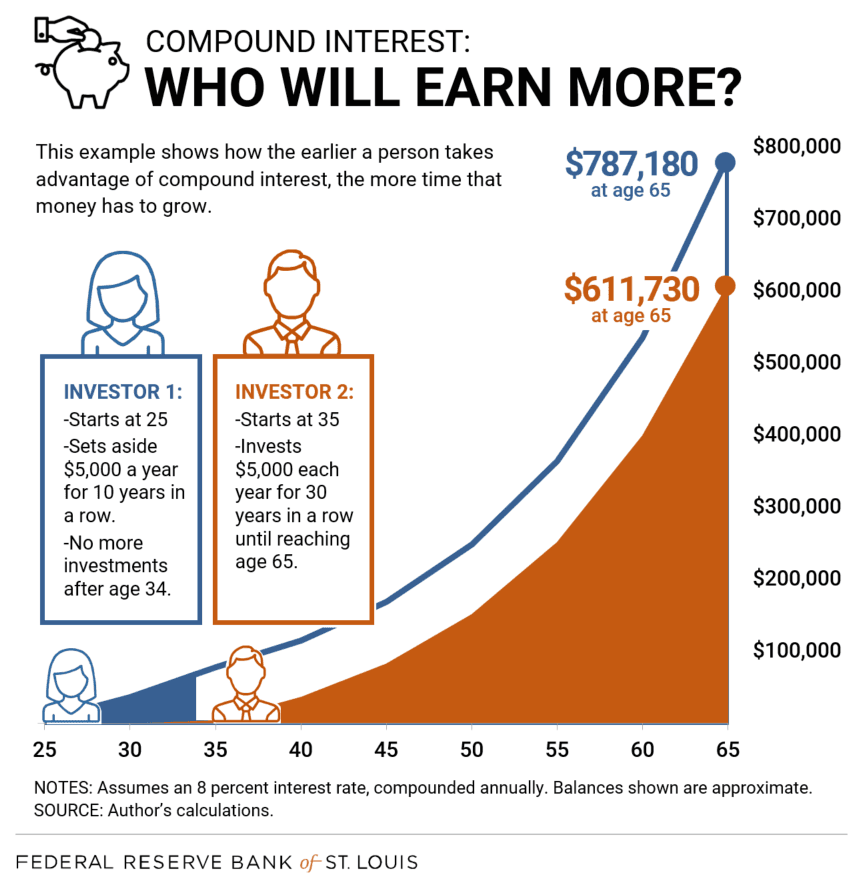 COMPOUND INTEREST:
WHO WILL EARN MORE?
This example shows how the earlier a person takes
advantage of compound interest, the more time that
money has to grow.
$787,180
at age 65
$611,730
at age 65
$800,000
$700,000
$600,000
$500,000
$400,000
$300,000
$200,000
$100,000
INVESTOR 1:
-Starts at 25
-Sets aside
$5,000 a year
for 10 years in
a row.
-No more
investments
after age 34.
INVESTOR 2:
-Starts at 35
-Invests
$5,000 each
year for 30
years in a row
until reaching
age 65.
25 30 35 40 45 50 55 60 65
NOTES: Assumes an 8 percent interest rate, compounded annually. Balances shown are approximate.
SOURCE: Author’s calculations.
FEDERAL RESERVE BANK of ST. LOUIS